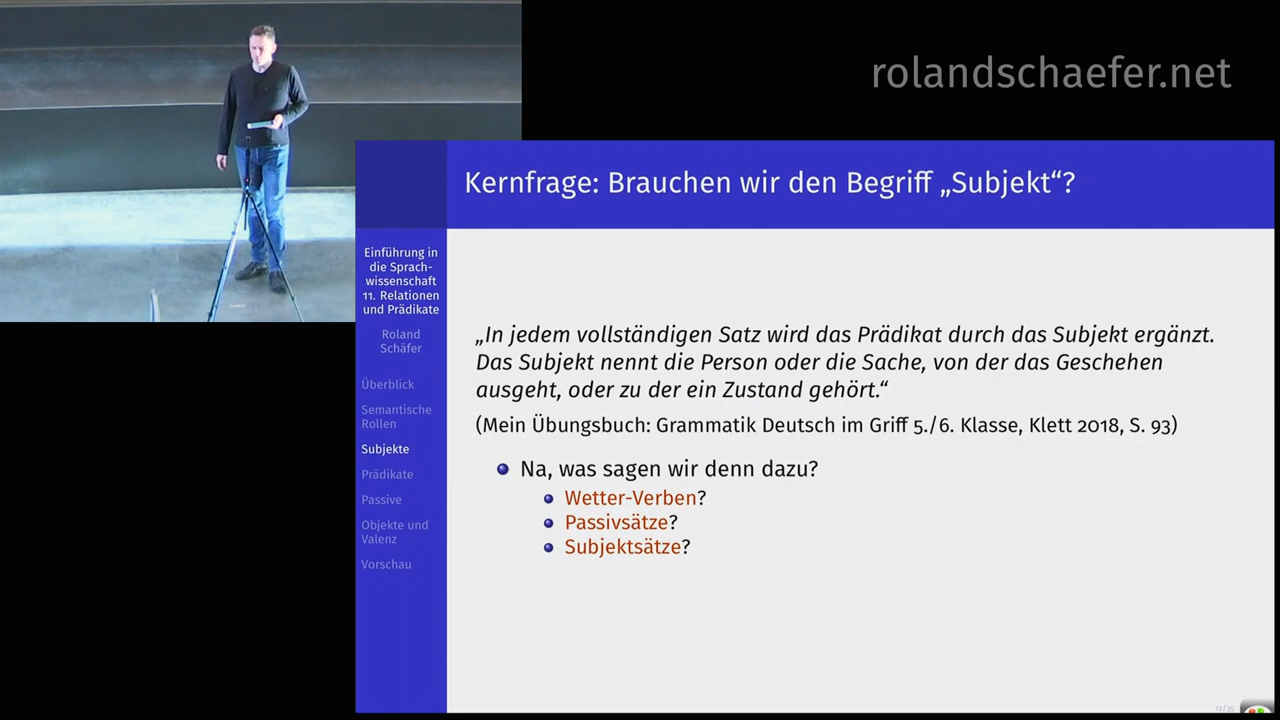 rolandschaefer.net
Kernfrage: Brauchen wir den Begriff „Subjekt“?
Einführung in
die Sprach-
wissenschaft
11. Relationen
und Prädikate
Roland
Schäfer
Überblick
Semantische
Rollen
Subjekte
Prädikate
Passive
Objekte und
Valenz
Vorschau
„In jedem vollständigen Satz wird das Prädikat durch das Subjekt ergänzt.
Das Subjekt nennt die Person oder die Sache, von der das Geschehen
ausgeht, oder zu der ein Zustand gehört.“
(Mein Übungsbuch: Grammatik Deutsch im Griff 5./6. Klasse, Klett 2018, S. 93)
Na, was sagen wir denn dazu?
Wetter-Verben?
Passivsätze?
Subjektsätze?